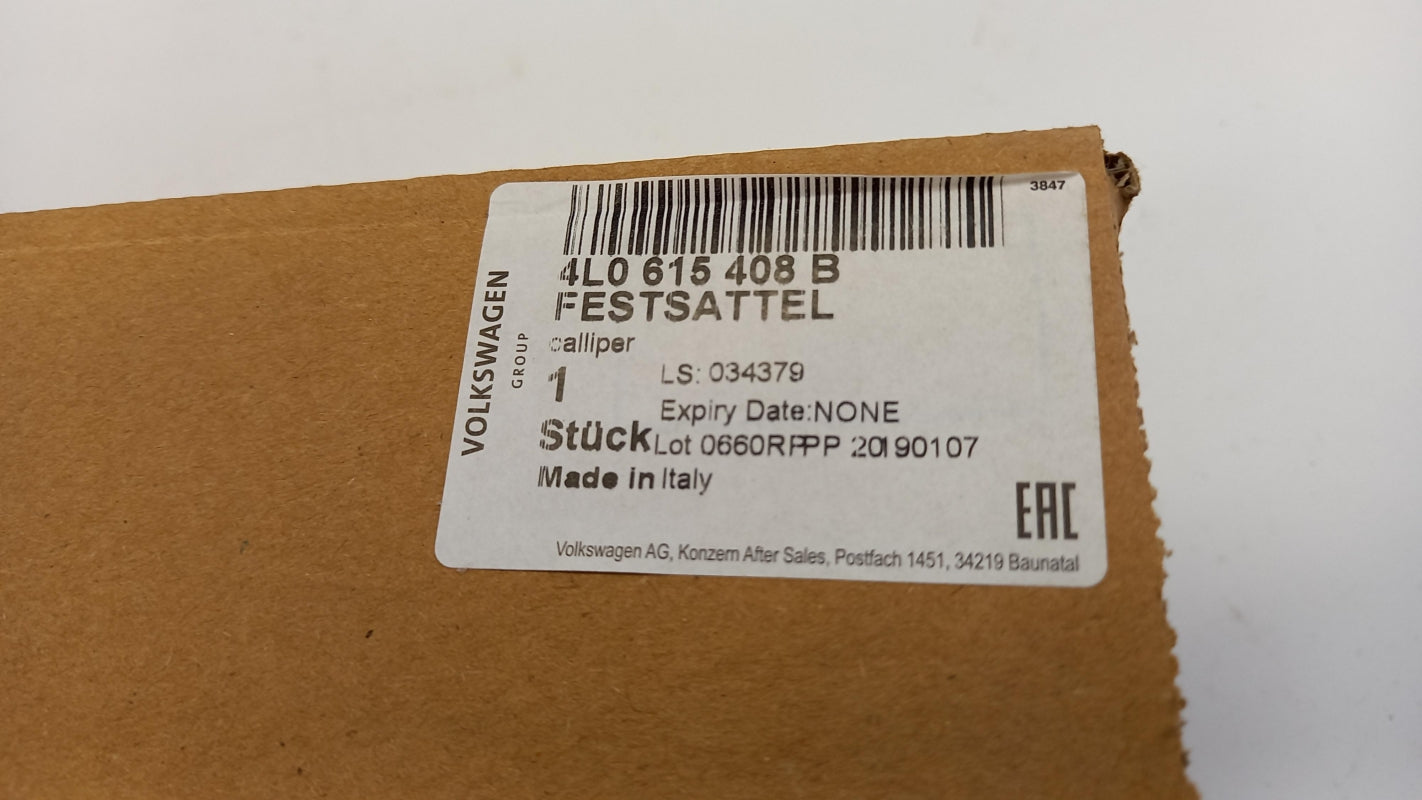 3847
4L0 615 408 B
FESTSATTEL
calliper
1
LS: 034379
Expiry Date:NONE
Stück Lot 0660RPPP 20190107
Made in Italy
VOLKSWAGEN
GROUP
EAC
Volkswagen AG, Konzern After Sales, Postfach 1451, 34219 Baunatal